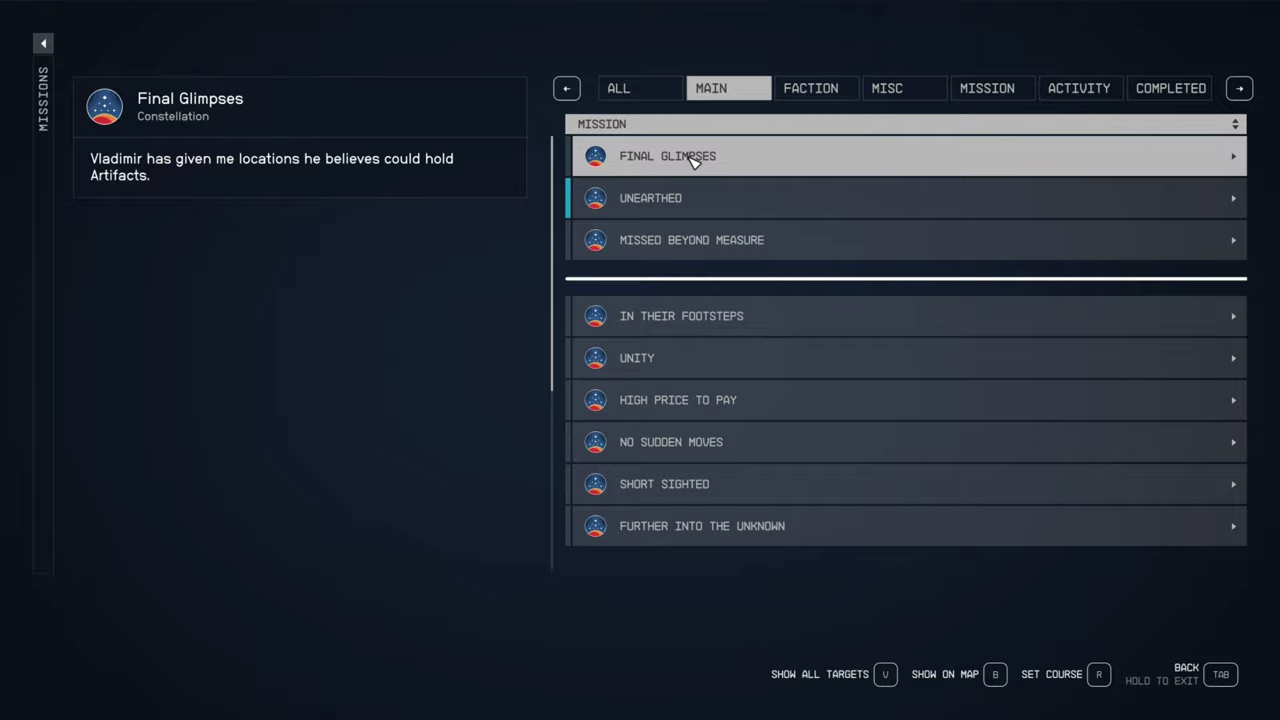 MISSIONS
Final Glimpses
Constellation
Vladimir has given me locations he believes could hold
Artifacts.
ALL MAIN FACTION MISC MISSION ACTIVITY COMPLETED
MISSION
FINAL GLIMPSES
UNEARTHED
MISSED BEYOND MEASURE
IN THEIR FOOTSTEPS
UNITY
HIGH PRICE TO PAY
NO SUDDEN MOVES
SHORT SIGHTED
FURTHER INTO THE UNKNOWN
SHOW ALL TARGETS V SHOW ON MAP B SET COURSE R BACK TAB
HOLD TO EXIT